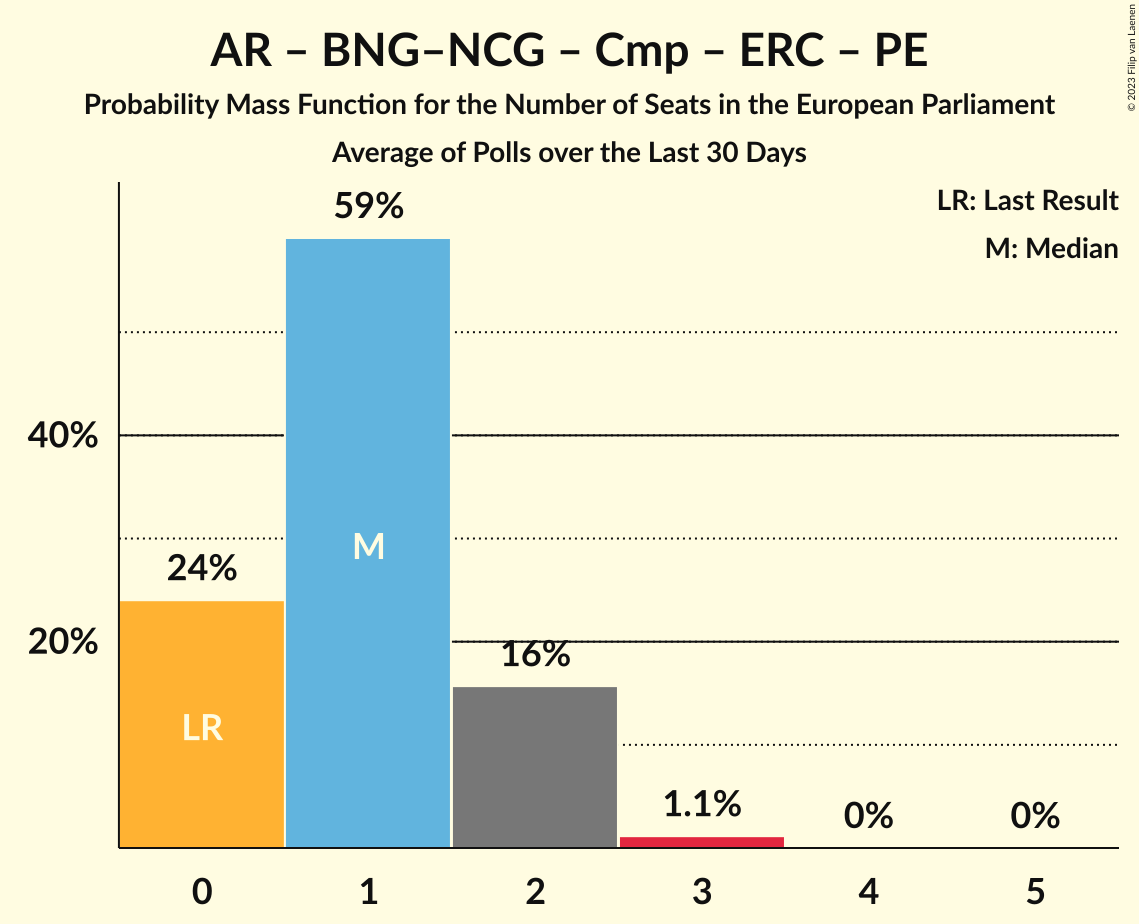 AR – BNG–NCG – Cmp – ERC – PE
Probability Mass Function for the Number of Seats in the European Parliament
Average of Polls over the Last 30 Days
© 2023 Filip van Laenen
LR: Last Result
M: Median
59%
40%
24%
20%
16%
1.1%
0%
0%
M
LR
0 1 2 3 4 5